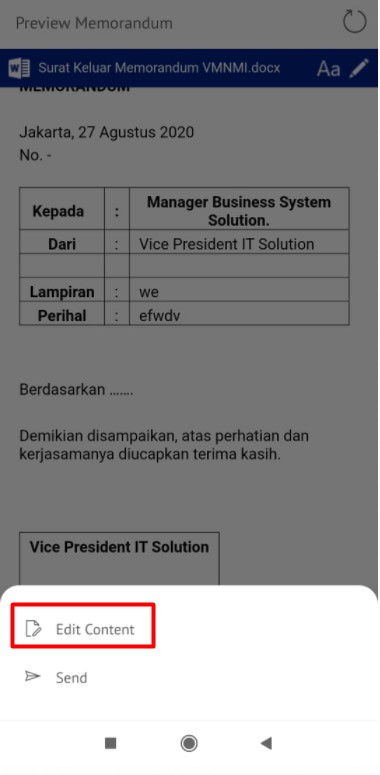 Preview Memorandum
Surat Keluar Memorandum VMNMI.docx Aa
MEMORANDUM
Jakarta, 27 Agustus 2020
No. -
Kepada : Manager Business System
Solution.
Dari : Vice President IT Solution
Lampiran : we
Perihal : efwdv
Berdasarkan .......
Demikian disampaikan, atas perhatian dan
kerjasamanya diucapkan terima kasih.
Vice President IT Solution
Edit Content
Send